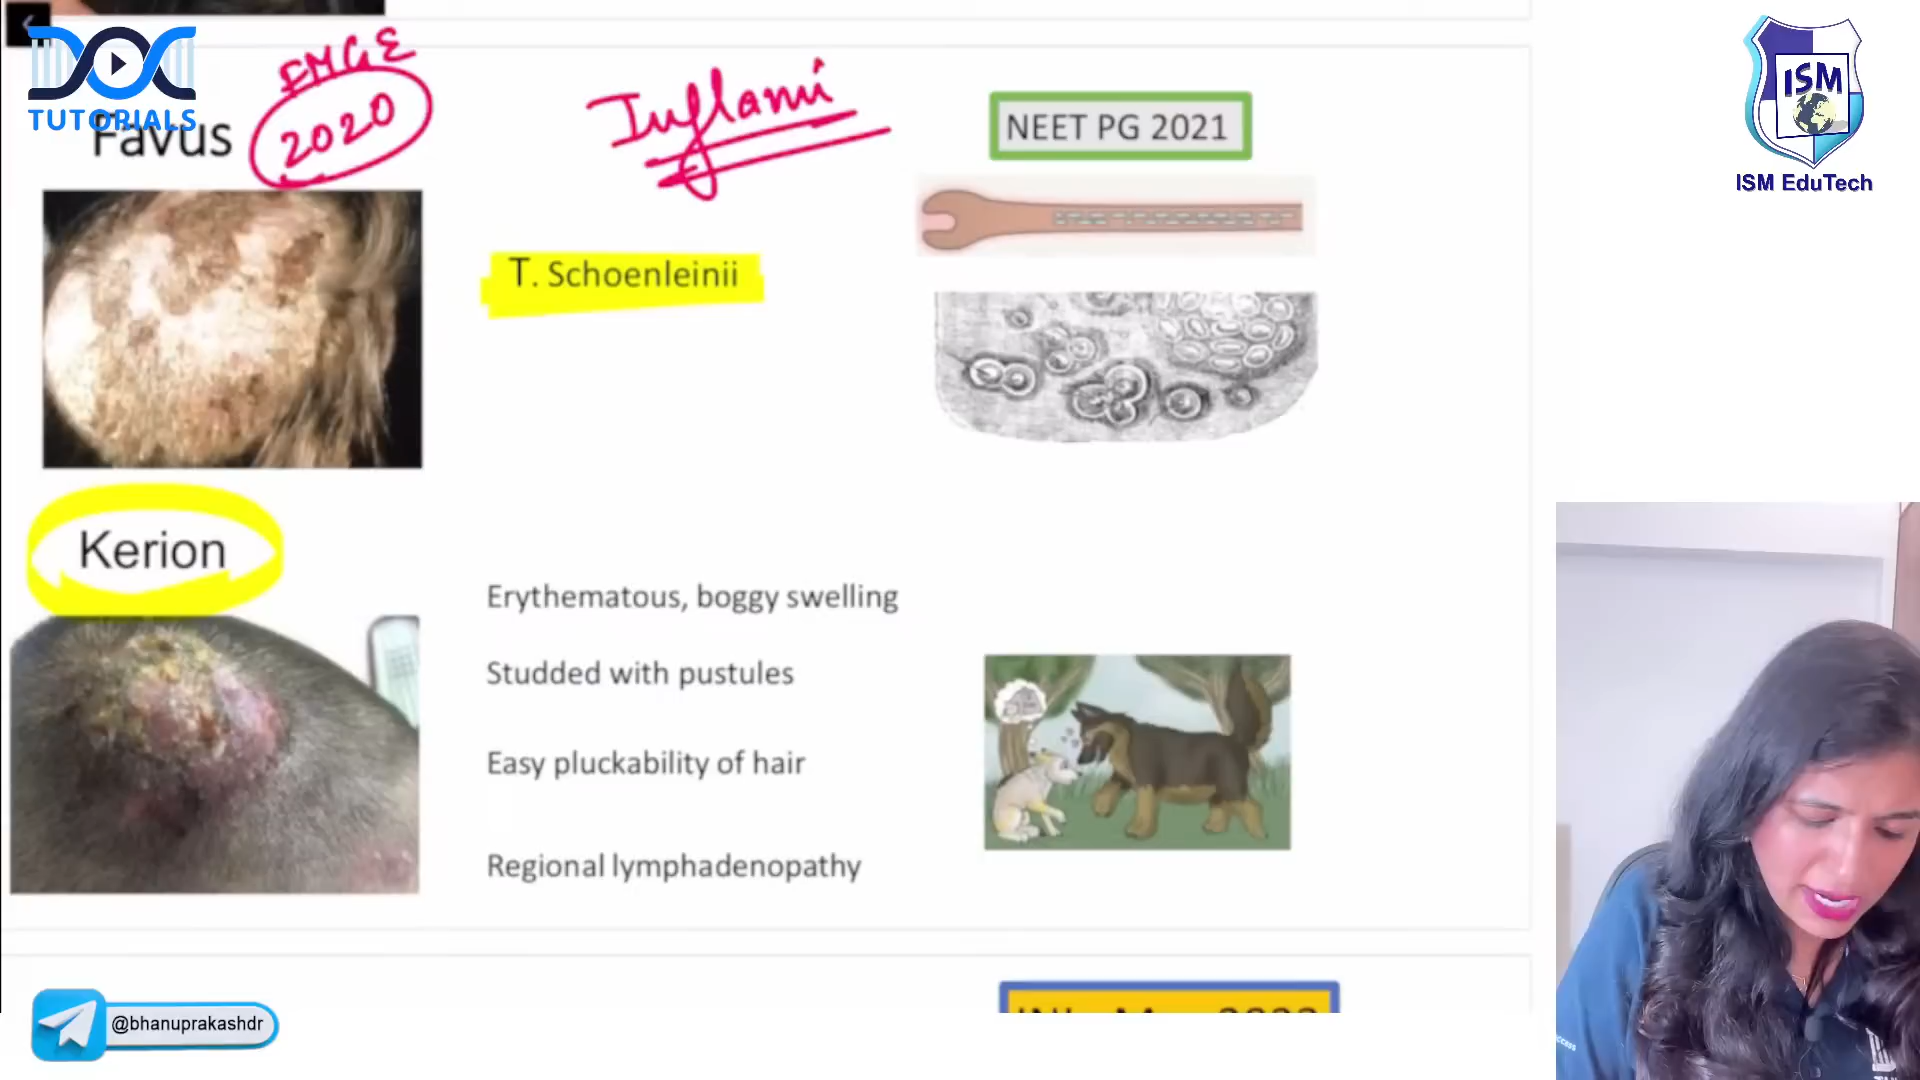 DOC
TUTORIALS
FMGE
2020
Favus
Inflami
NEET PG 2021
ISM
ISM EduTech
T. Schoenleinii
Kerion
Erythematous, boggy swelling
Studded with pustules
Easy pluckability of hair
Regional lymphadenopathy
@bhanuprakashdr